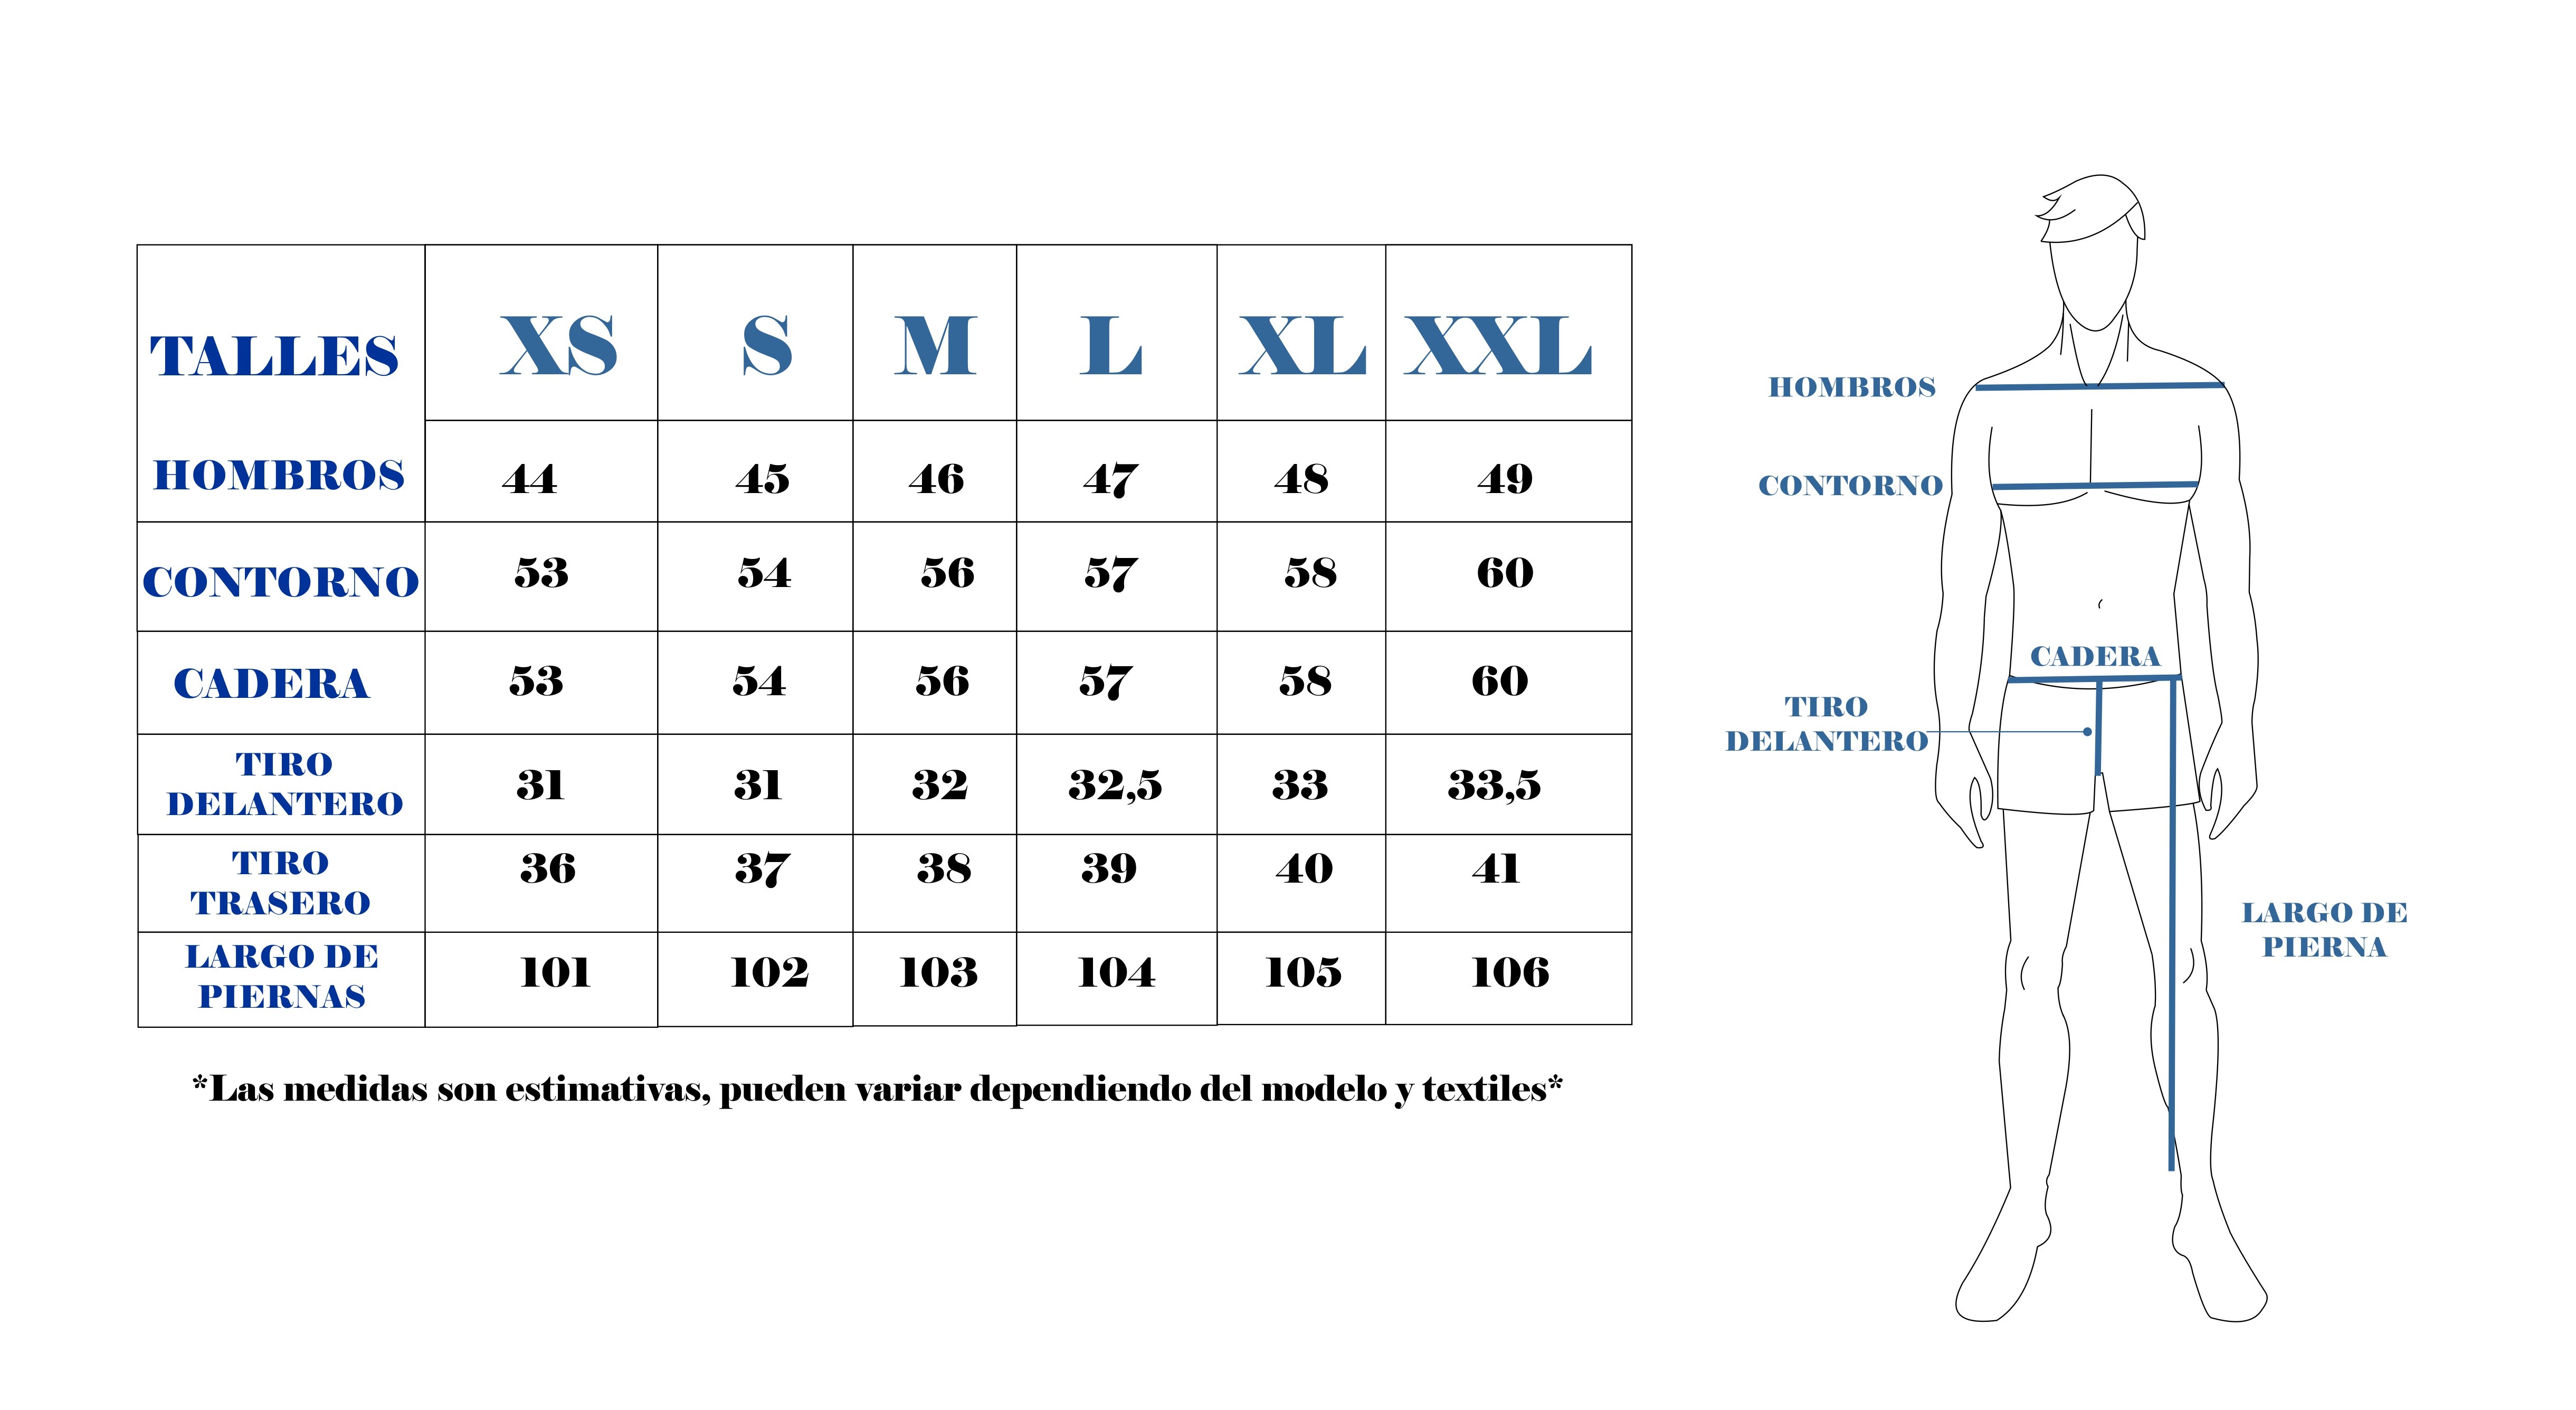 TALLES XS S M L XL XXL
HOMBROS 44 45 46 47 48 49
CONTORNO 53 54 56 57 58 60
CADERA 53 54 56 57 58 60
TIRO
DELANTERO 31 31 32 32,5 33 33,5
TIRO
TRASERO 36 37 38 39 40 41
LARGO DE
PIERNAS 101 102 103 104 105 106
*Las medidas son estimativas, pueden variar dependiendo del modelo y textiles*
HOMBROS
CONTORNO
CADERA
TIRO
DELANTERO
LARGO DE
PIERNA